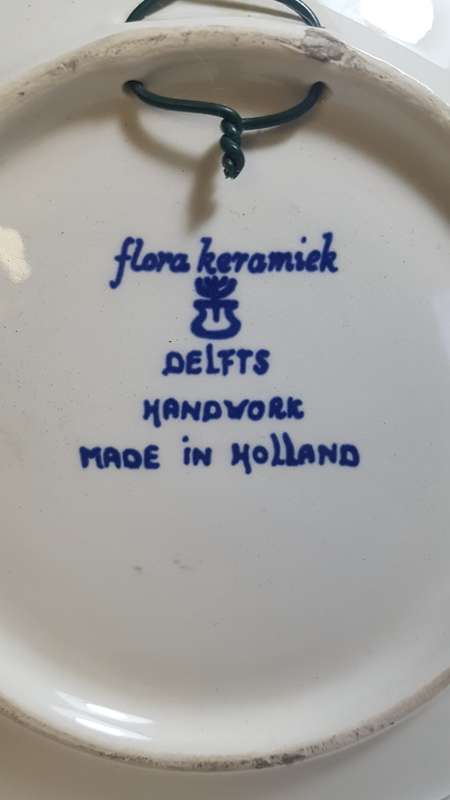 flora keramiek
DELFTS
HANDWORK
MADE iN HOLLAND